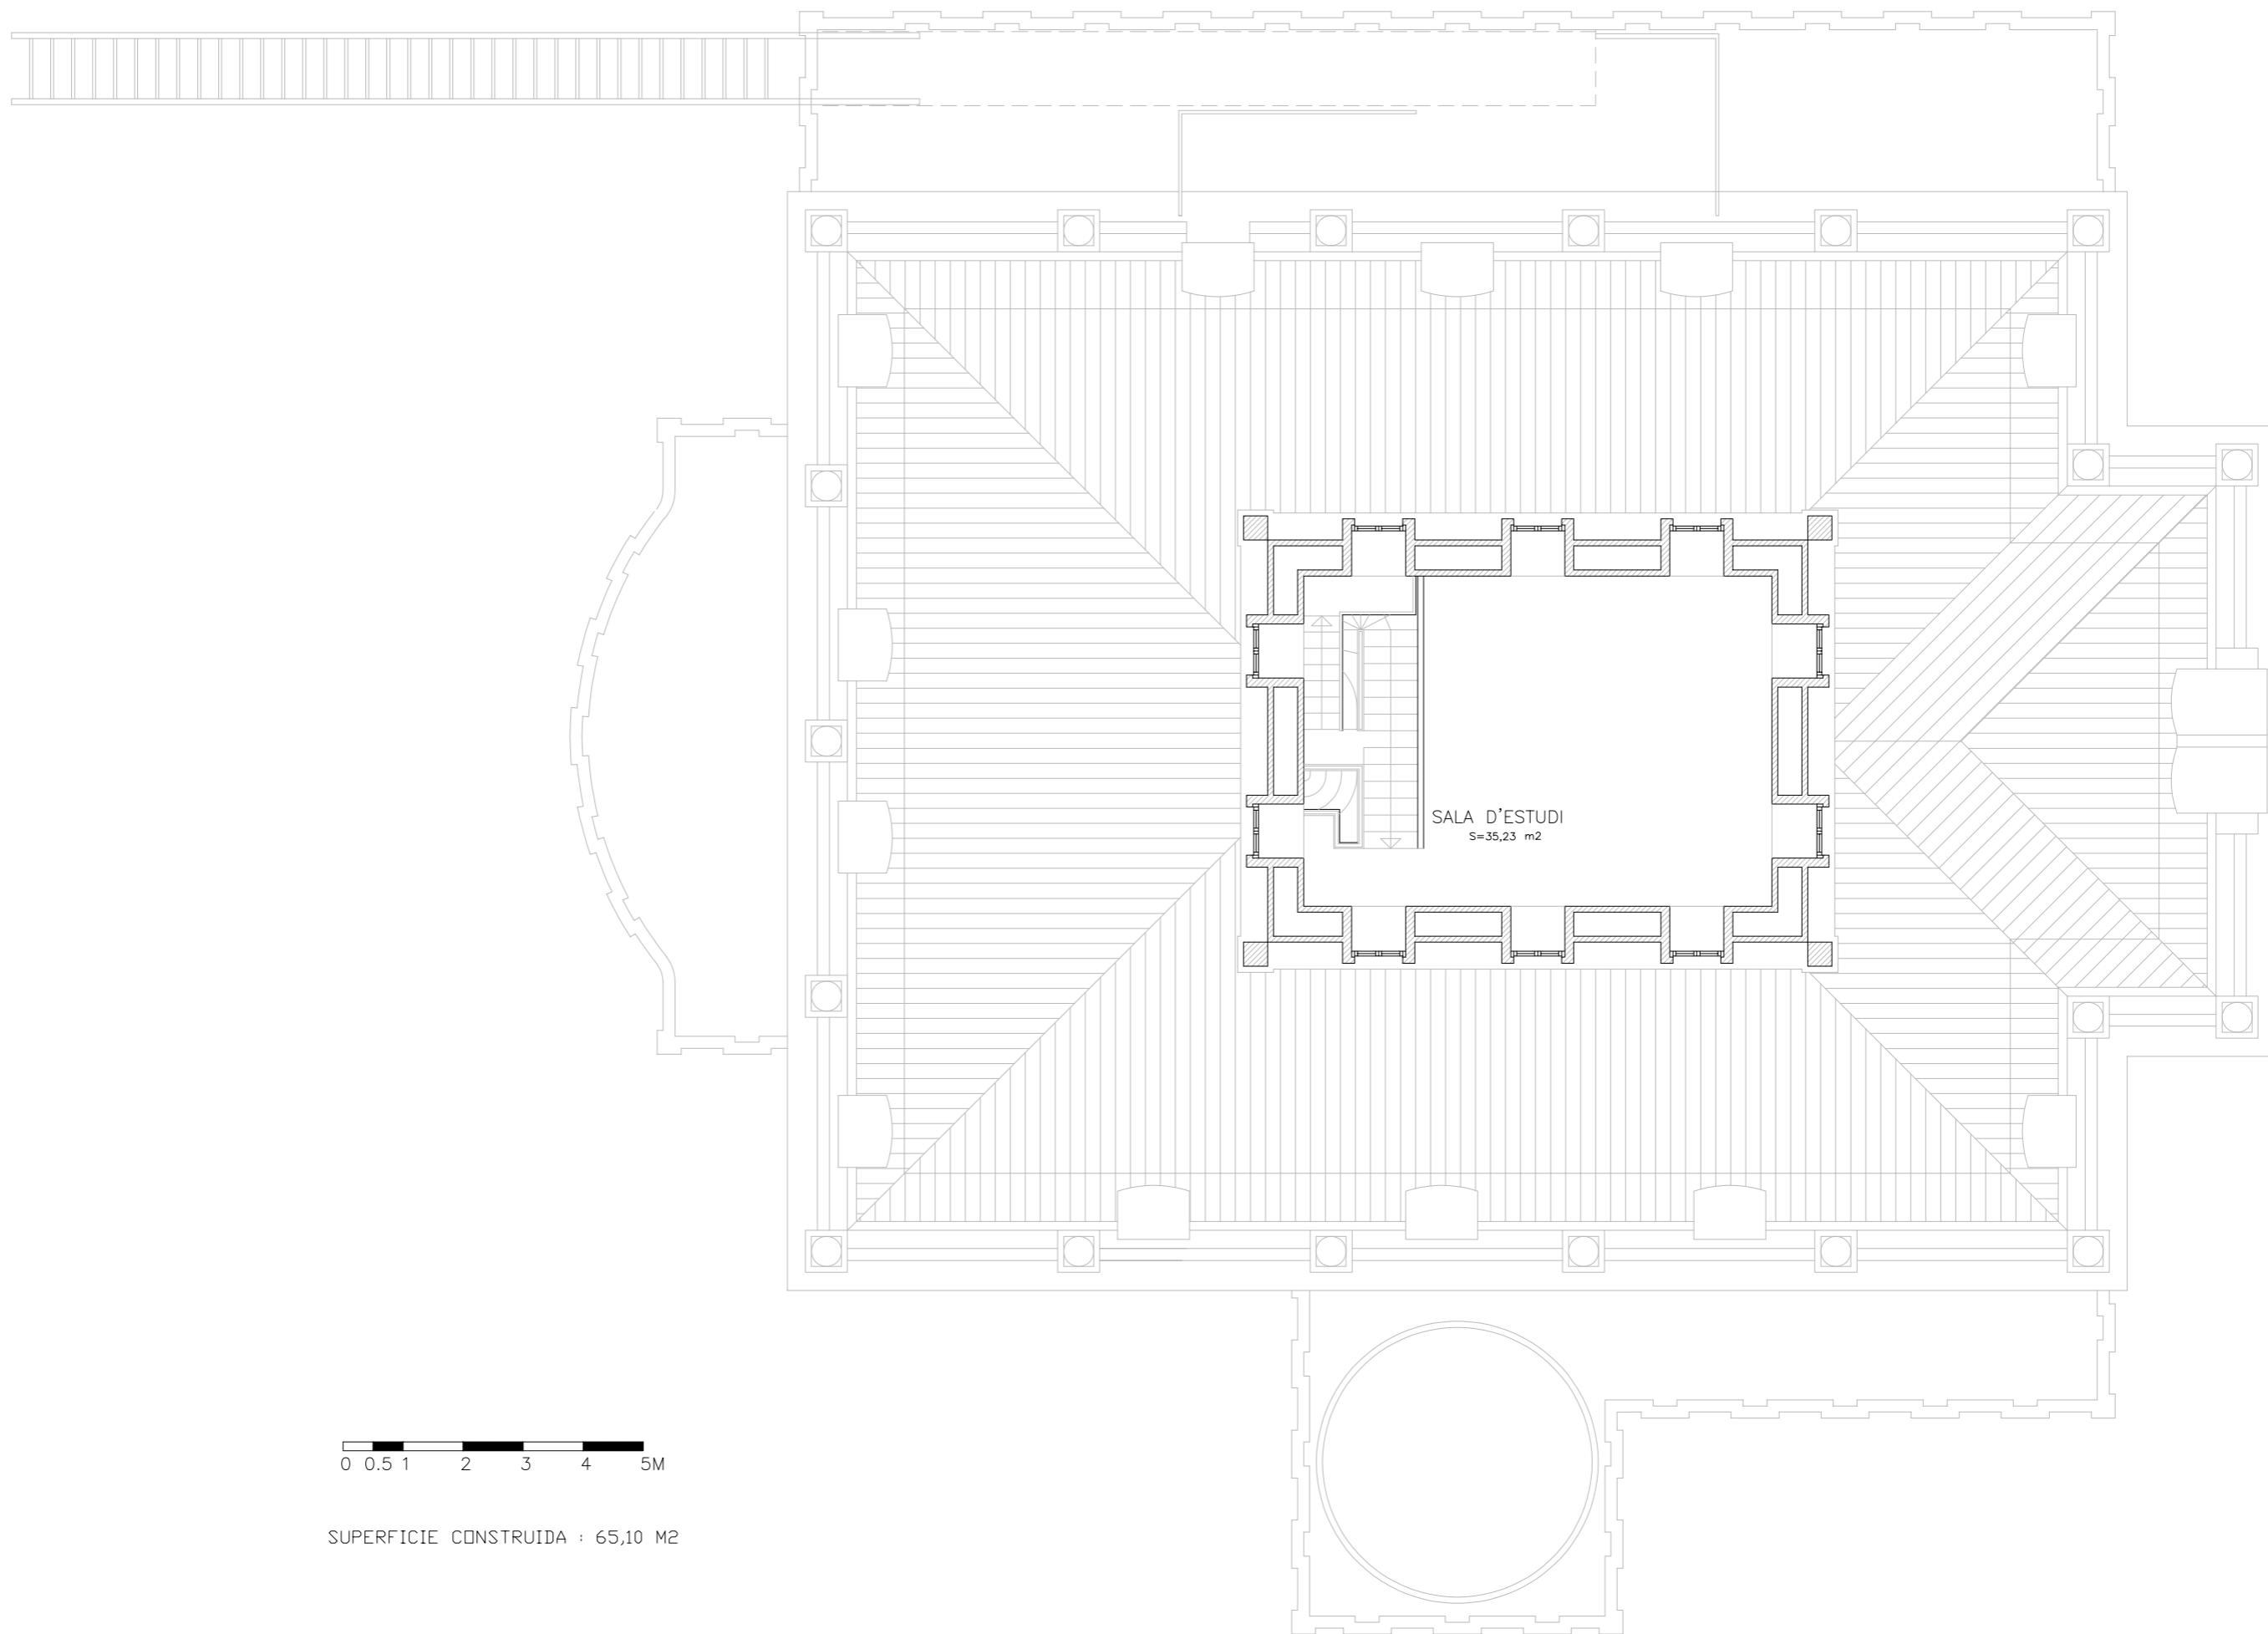 SALA D'ESTUDI
S=35,23 m2
0 0.5 1 2 3 4 5M
SUPERFICIE CONSTRUIDA : 65,10 M2